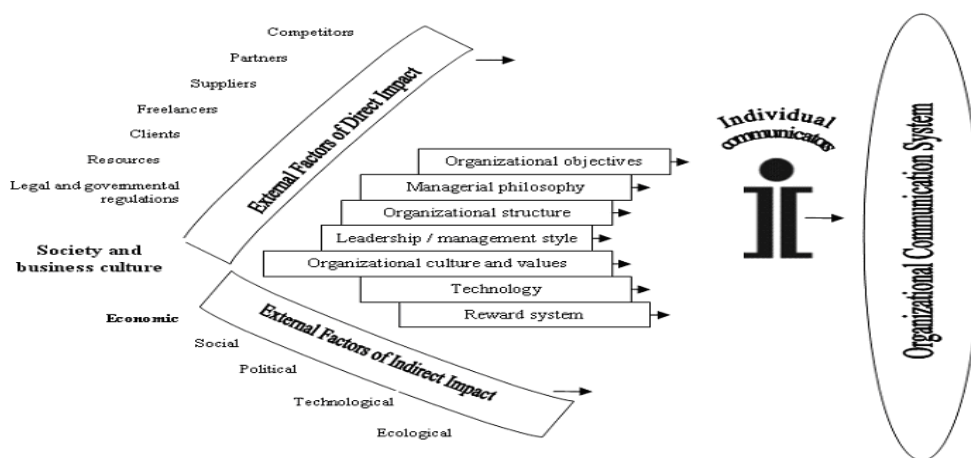 Competitors
Partners
Suppliers
Freelancers
Clients
Resources
Legal and governmental
regulations
External Factors of Direct Impact
Society and
business culture
Economic
Social
Political
Technological
Ecological
External Factors of Indirect Impact
Organizational objectives
Managerial philosophy
Organizational structure
Leadership / management style
Organizational culture and values
Technology
Reward system
Individual
communicators
Organizational Communication System